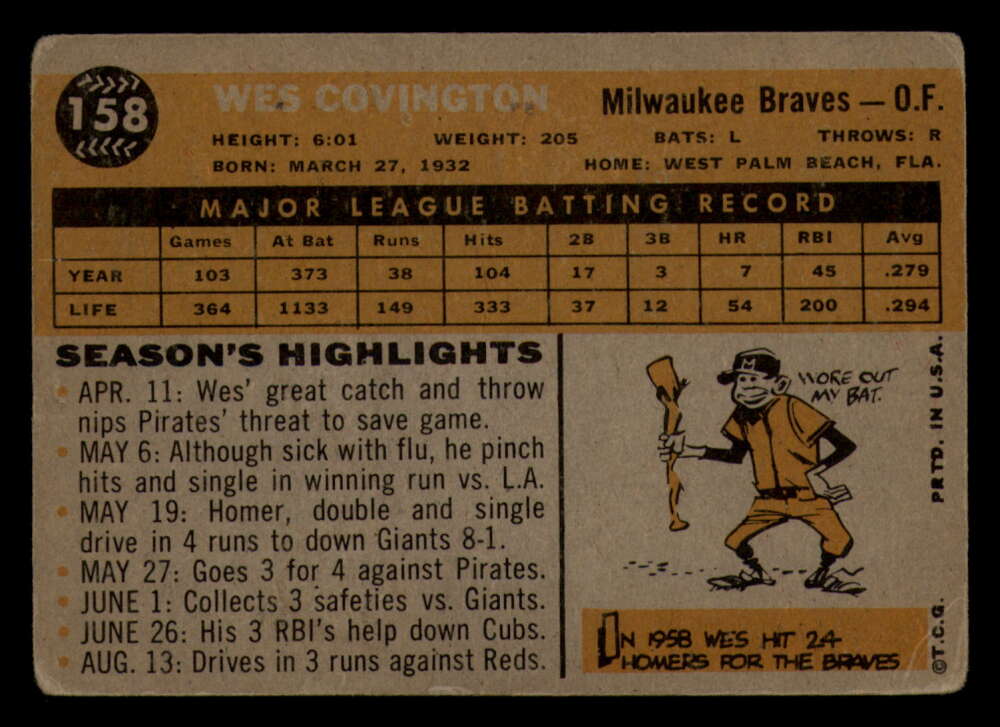 158
WES COVINGTON Milwaukee Braves — O.F.
HEIGHT: 6:01 WEIGHT: 205 BATS: L THROWS: R
BORN: MARCH 27, 1932 HOME: WEST PALM BEACH, FLA.
MAJOR LEAGUE BATTING RECORD
Games At Bat Runs Hits 2B 3B HR RBI Avg
YEAR 103 373 38 104 17 3 7 45 .279
LIFE 364 1133 149 333 37 12 54 200 .294
SEASON'S HIGHLIGHTS
• APR. 11: Wes' great catch and throw
nips Pirates' threat to save game.
• MAY 6: Although sick with flu, he pinch
hits and single in winning run vs. L.A.
• MAY 19: Homer, double and single
drive in 4 runs to down Giants 8-1.
• MAY 27: Goes 3 for 4 against Pirates.
• JUNE 1: Collects 3 safeties vs. Giants.
• JUNE 26: His 3 RBI's help down Cubs.
• AUG. 13: Drives in 3 runs against Reds.
M
WORE OUT
MY BAT.
IN 1958 WES HIT 24
HOMERS FOR THE BRAVES
©T.C.G. PRTD. IN U.S.A.